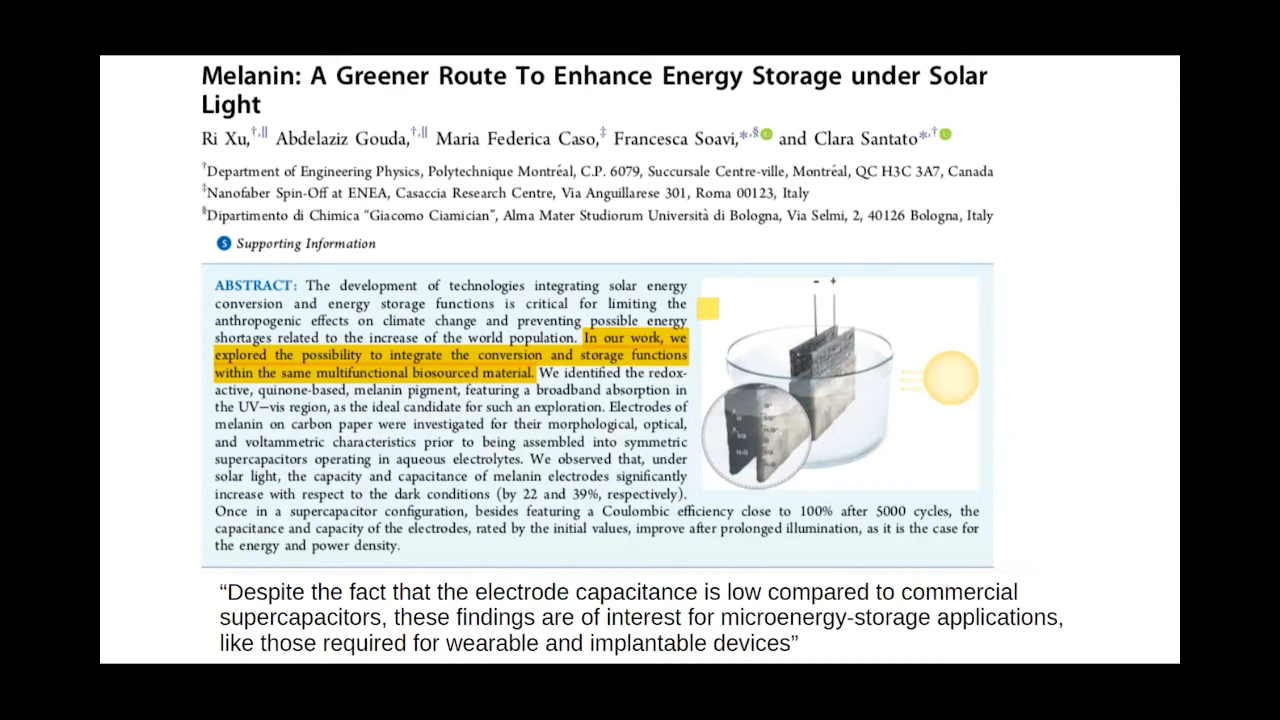 Melanin: A Greener Route To Enhance Energy Storage under Solar
Light
Ri Xu,†,∥ Abdelaziz Gouda,†,∥ Maria Federica Caso,‡ Francesca Soavi,*,§ and Clara Santato*,†
†Department of Engineering Physics, Polytechnique Montréal, C.P. 6079, Succursale Centre-ville, Montréal, QC H3C 3A7, Canada
‡Nanofaber Spin-Off at ENEA, Casaccia Research Centre, Via Anguillarese 301, Roma 00123, Italy
§Dipartimento di Chimica “Giacomo Ciamician”, Alma Mater Studiorum Università di Bologna, Via Selmi, 2, 40126 Bologna, Italy
S Supporting Information
ABSTRACT: The development of technologies integrating solar energy
conversion and energy storage functions is critical for limiting the
anthropogenic effects on climate change and preventing possible energy
shortages related to the increase of the world population. In our work, we
explored the possibility to integrate the conversion and storage functions
within the same multifunctional biosourced material. We identified the redox-
active, quinone-based, melanin pigment, featuring a broadband absorption in
the UV−vis region, as the ideal candidate for such an exploration. Electrodes of
melanin on carbon paper were investigated for their morphological, optical,
and voltammetric characteristics prior to being assembled into symmetric
supercapacitors operating in aqueous electrolytes. We observed that, under
solar light, the capacity and capacitance of melanin electrodes significantly
increase with respect to the dark conditions (by 22 and 39%, respectively).
Once in a supercapacitor configuration, besides featuring a Coulombic efficiency close to 100% after 5000 cycles, the
capacitance and capacity of the electrodes, rated by the initial values, improve after prolonged illumination, as it is the case for
the energy and power density.
- +
“Despite the fact that the electrode capacitance is low compared to commercial
supercapacitors, these findings are of interest for microenergy-storage applications,
like those required for wearable and implantable devices”